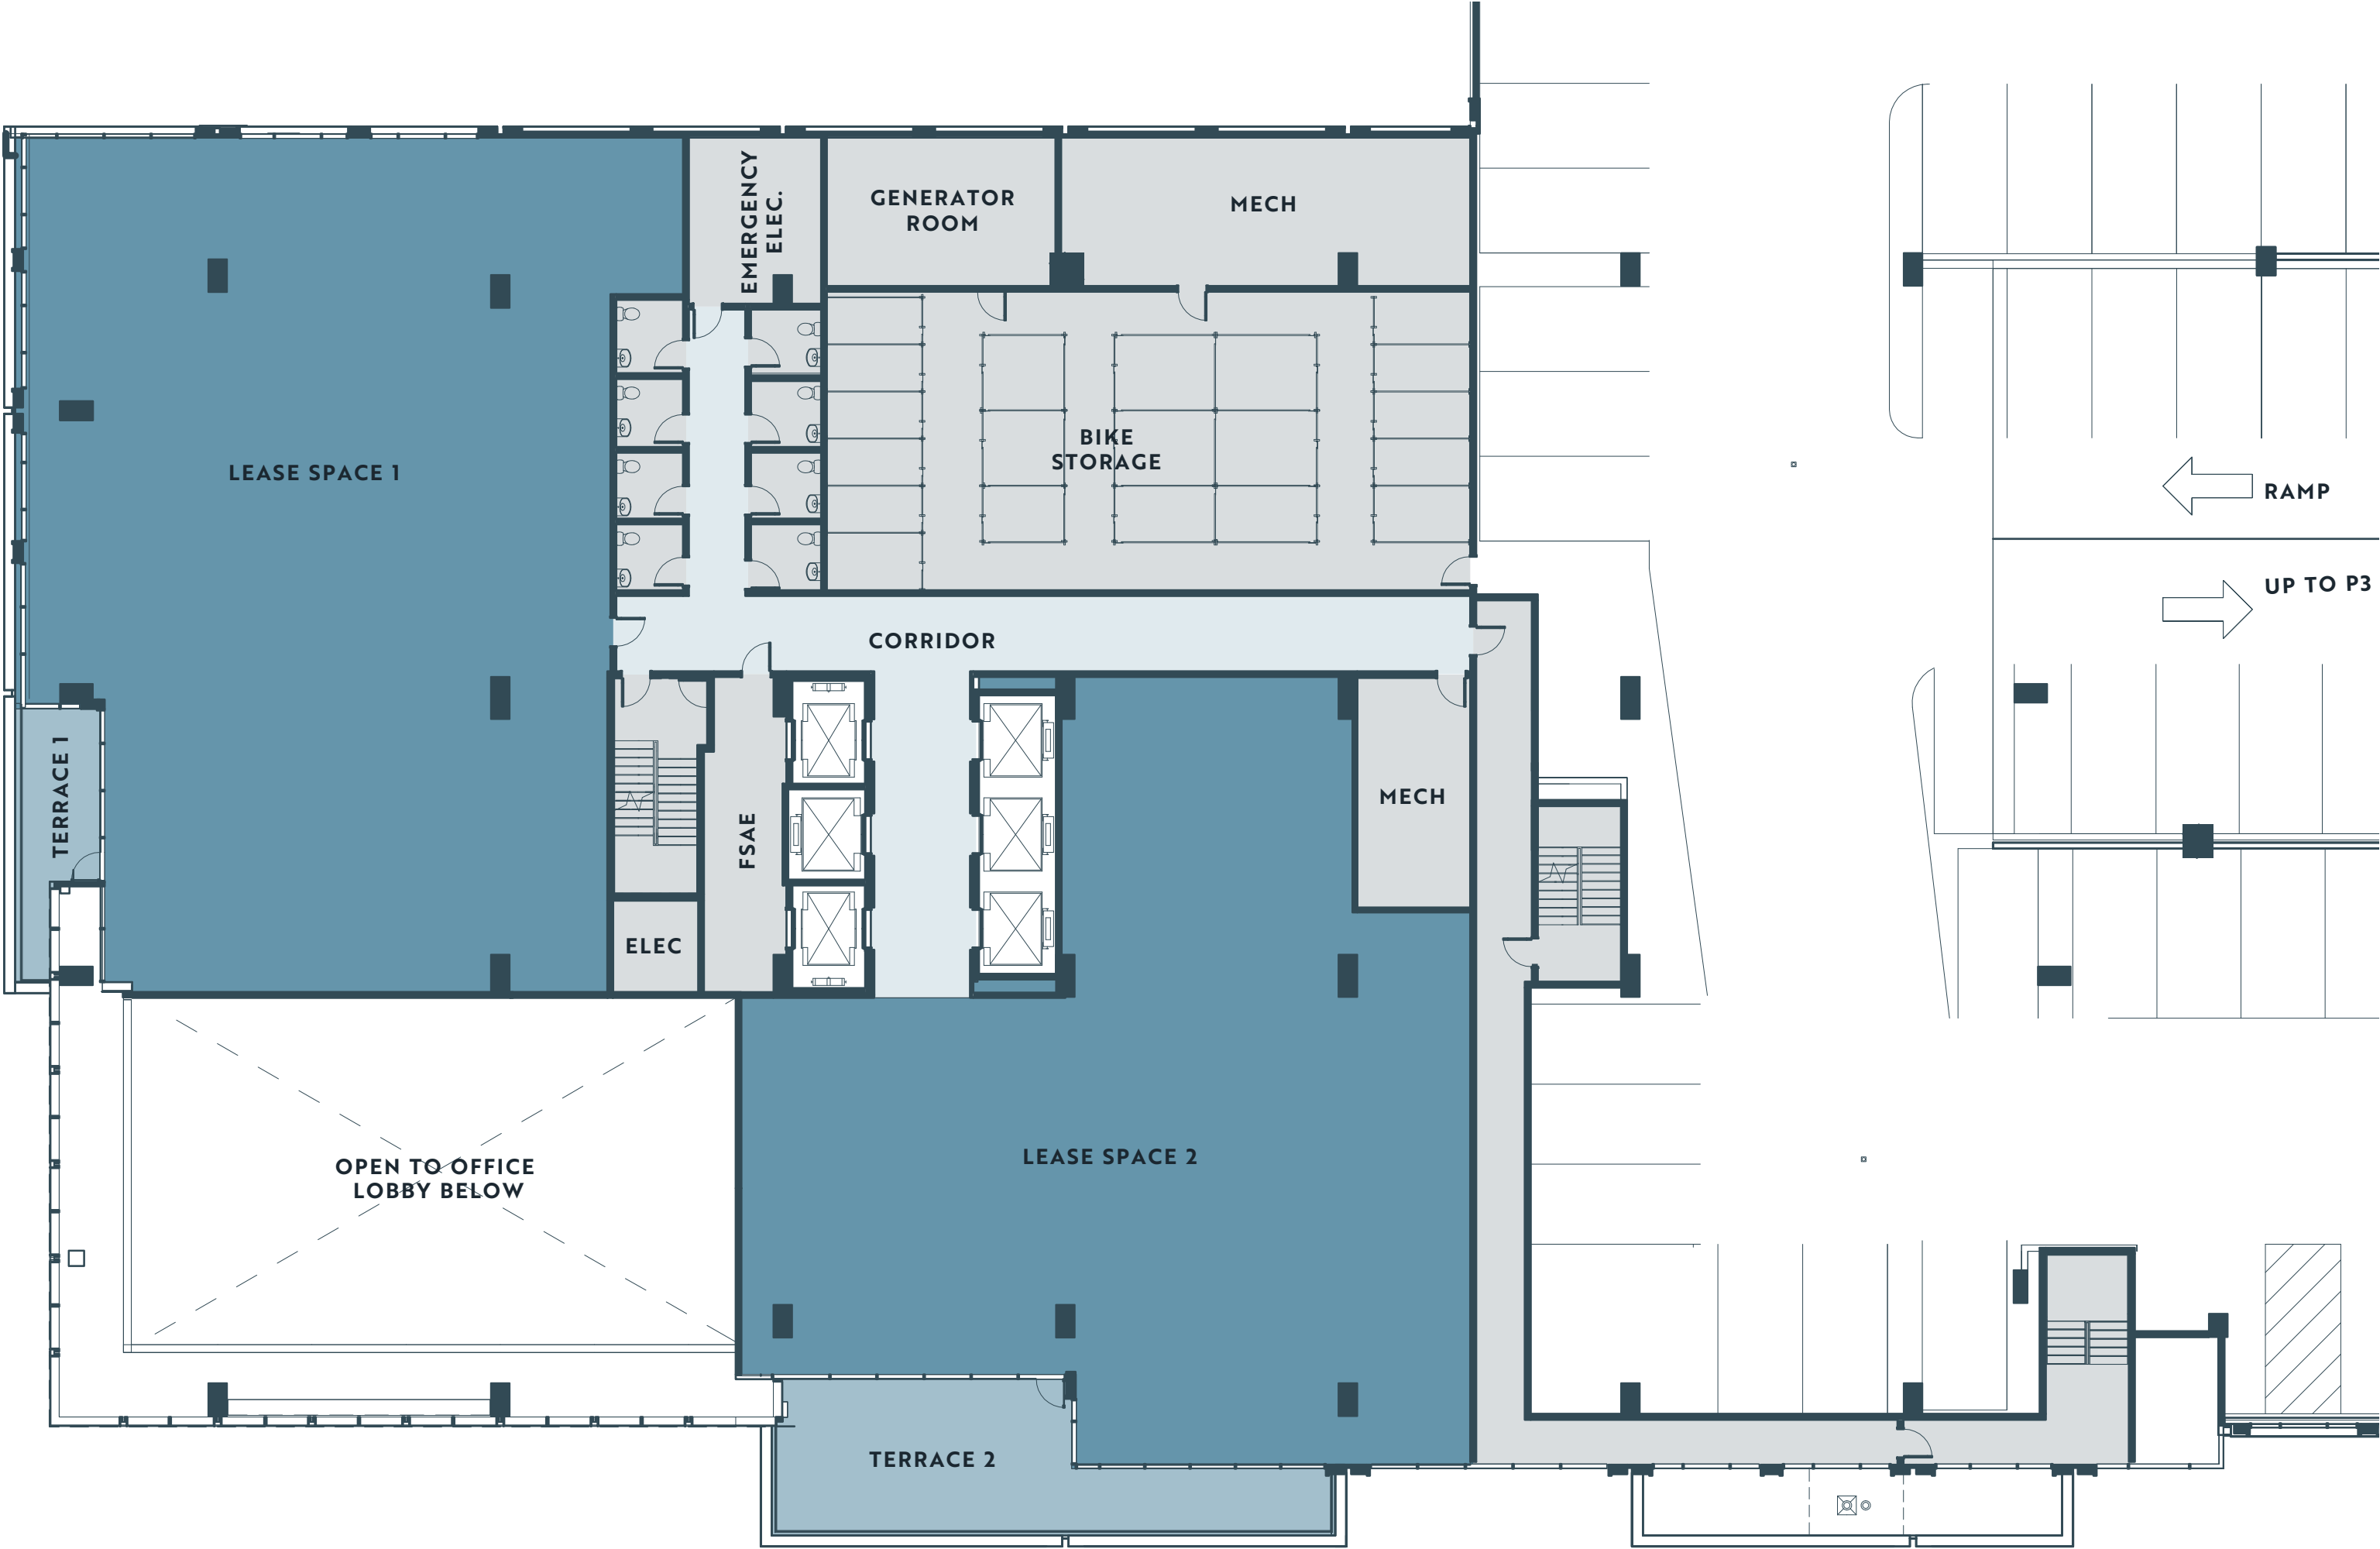 EMERGENCY
ELEC.
GENERATOR
ROOM
MECH
LEASE SPACE 1
BIKE
STORAGE
RAMP
UP TO P3
CORRIDOR
TERRACE 1
FSAE
MECH
ELEC
OPEN TO OFFICE
LOBBY BELOW
LEASE SPACE 2
TERRACE 2